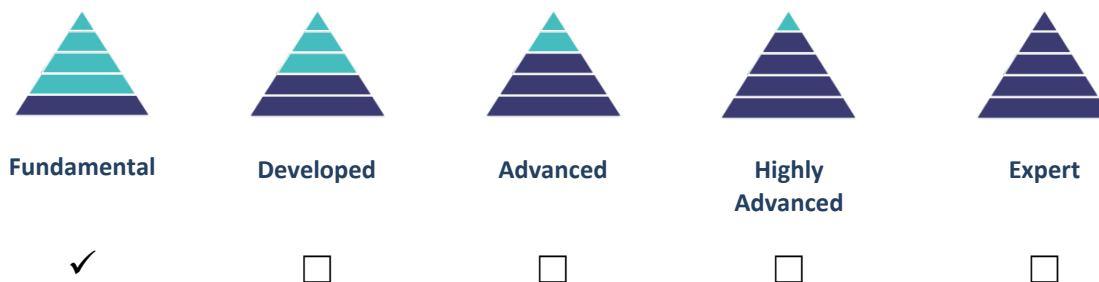 Fundamental
Developed
Advanced
Highly
Advanced
Expert
✓ ☐ ☐ ☐ ☐